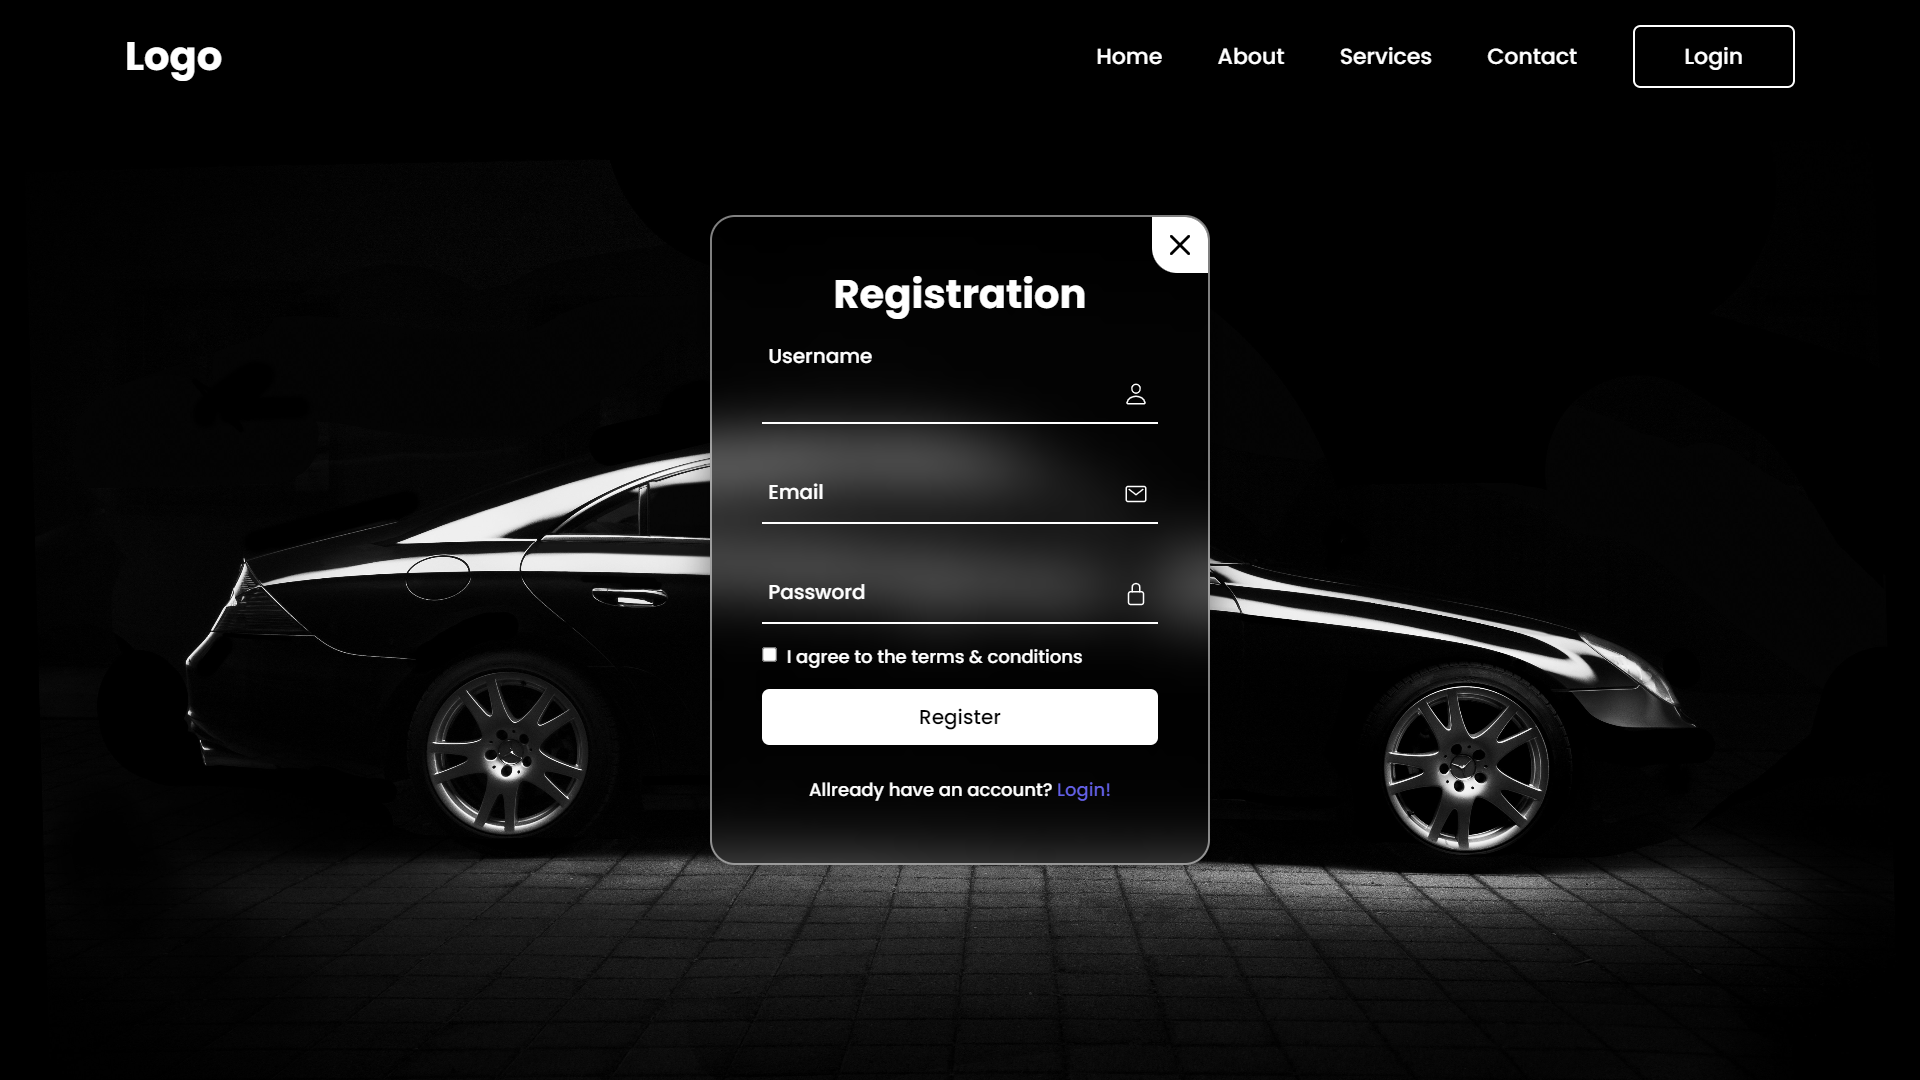 Logo
Home About Services Contact Login
Registration
Username
Email
Password
I agree to the terms & conditions
Register
Allready have an account? Login!